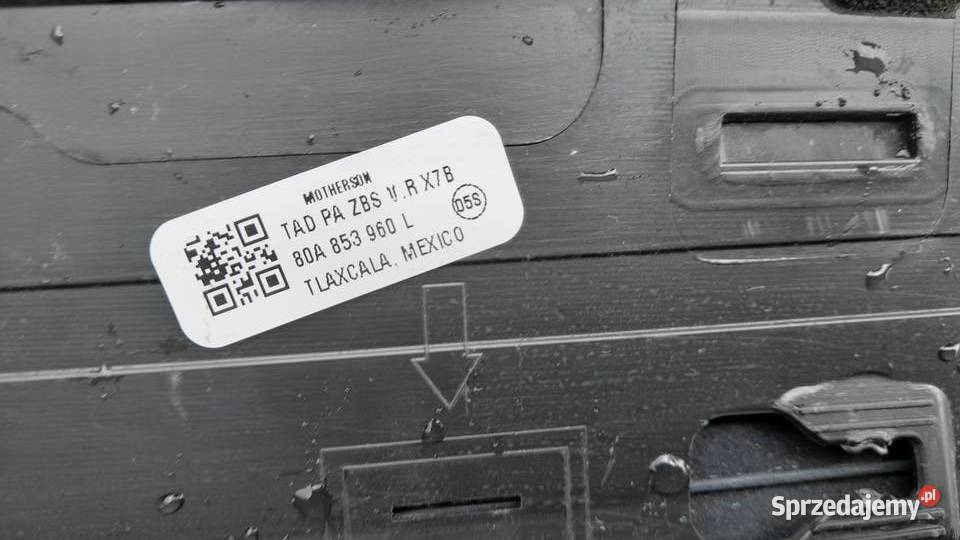 MOTHERSON
TAD PA ZBS V.R X7B
80A 853 960 L
05S
TLAXCALA, MEXICO
Sprzedajemy.pl